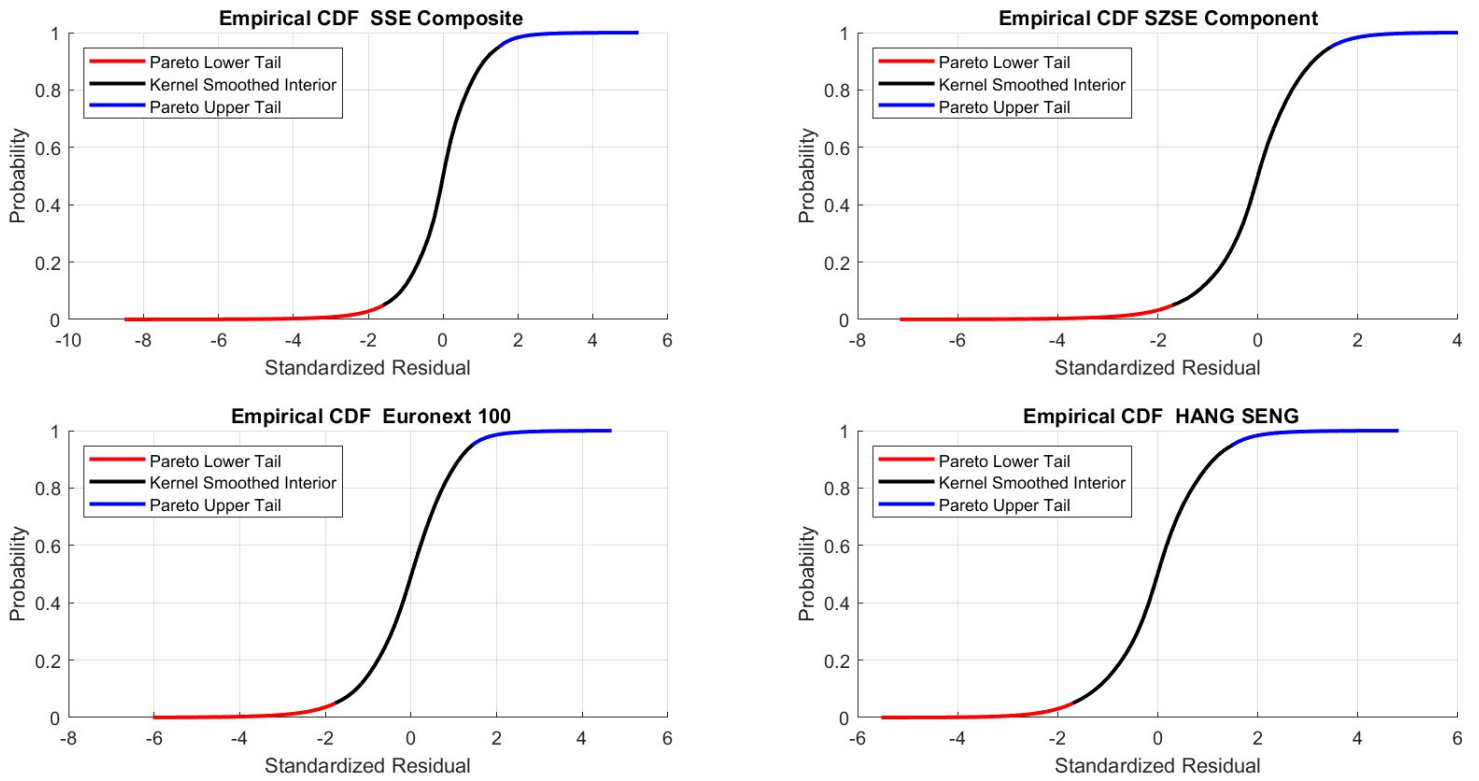 Empirical CDF  SSE Composite
1
0.8
0.6
0.4
0.2
0
Probability
Pareto Lower Tail
Kernel Smoothed Interior
Pareto Upper Tail
-10 -8 -6 -4 -2 0 2 4 6
Standardized Residual
Empirical CDF SZSE Component
1
0.8
0.6
0.4
0.2
0
Probability
Pareto Lower Tail
Kernel Smoothed Interior
Pareto Upper Tail
-8 -6 -4 -2 0 2 4
Standardized Residual
Empirical CDF  Euronext 100
1
0.8
0.6
0.4
0.2
0
Probability
Pareto Lower Tail
Kernel Smoothed Interior
Pareto Upper Tail
-8 -6 -4 -2 0 2 4 6
Standardized Residual
Empirical CDF  HANG SENG
1
0.8
0.6
0.4
0.2
0
Probability
Pareto Lower Tail
Kernel Smoothed Interior
Pareto Upper Tail
-6 -4 -2 0 2 4 6
Standardized Residual